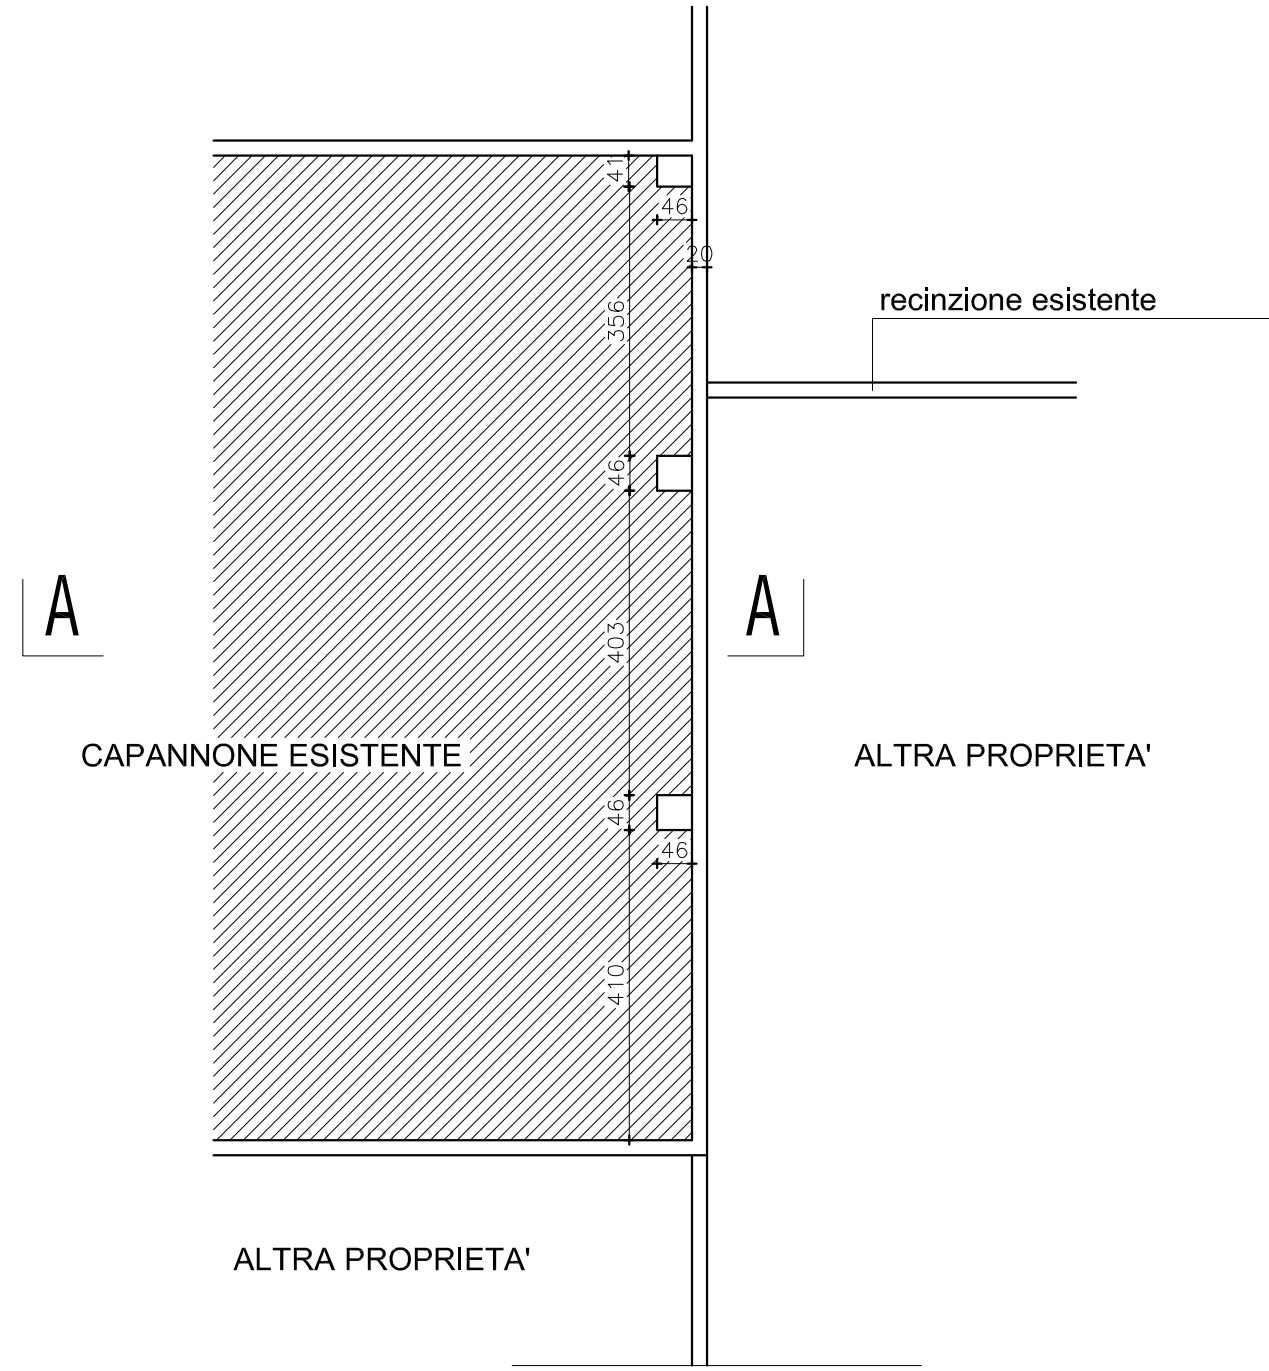 41
46
20
recinzione esistente
356
46
A
A
403
CAPANNONE ESISTENTE
ALTRA PROPRIETA'
46
46
410
ALTRA PROPRIETA'